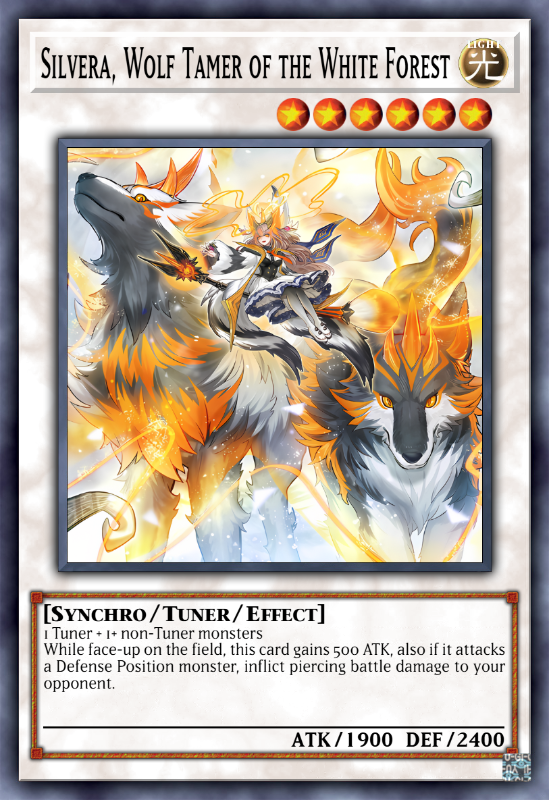 Silvera, Wolf Tamer of the White Forest
LIGHT
光
[Synchro/Tuner/Effect]
1 Tuner + 1+ non-Tuner monsters
While face-up on the field, this card gains 500 ATK, also if it attacks
a Defense Position monster, inflict piercing battle damage to your
opponent.
ATK/1900 DEF/2400